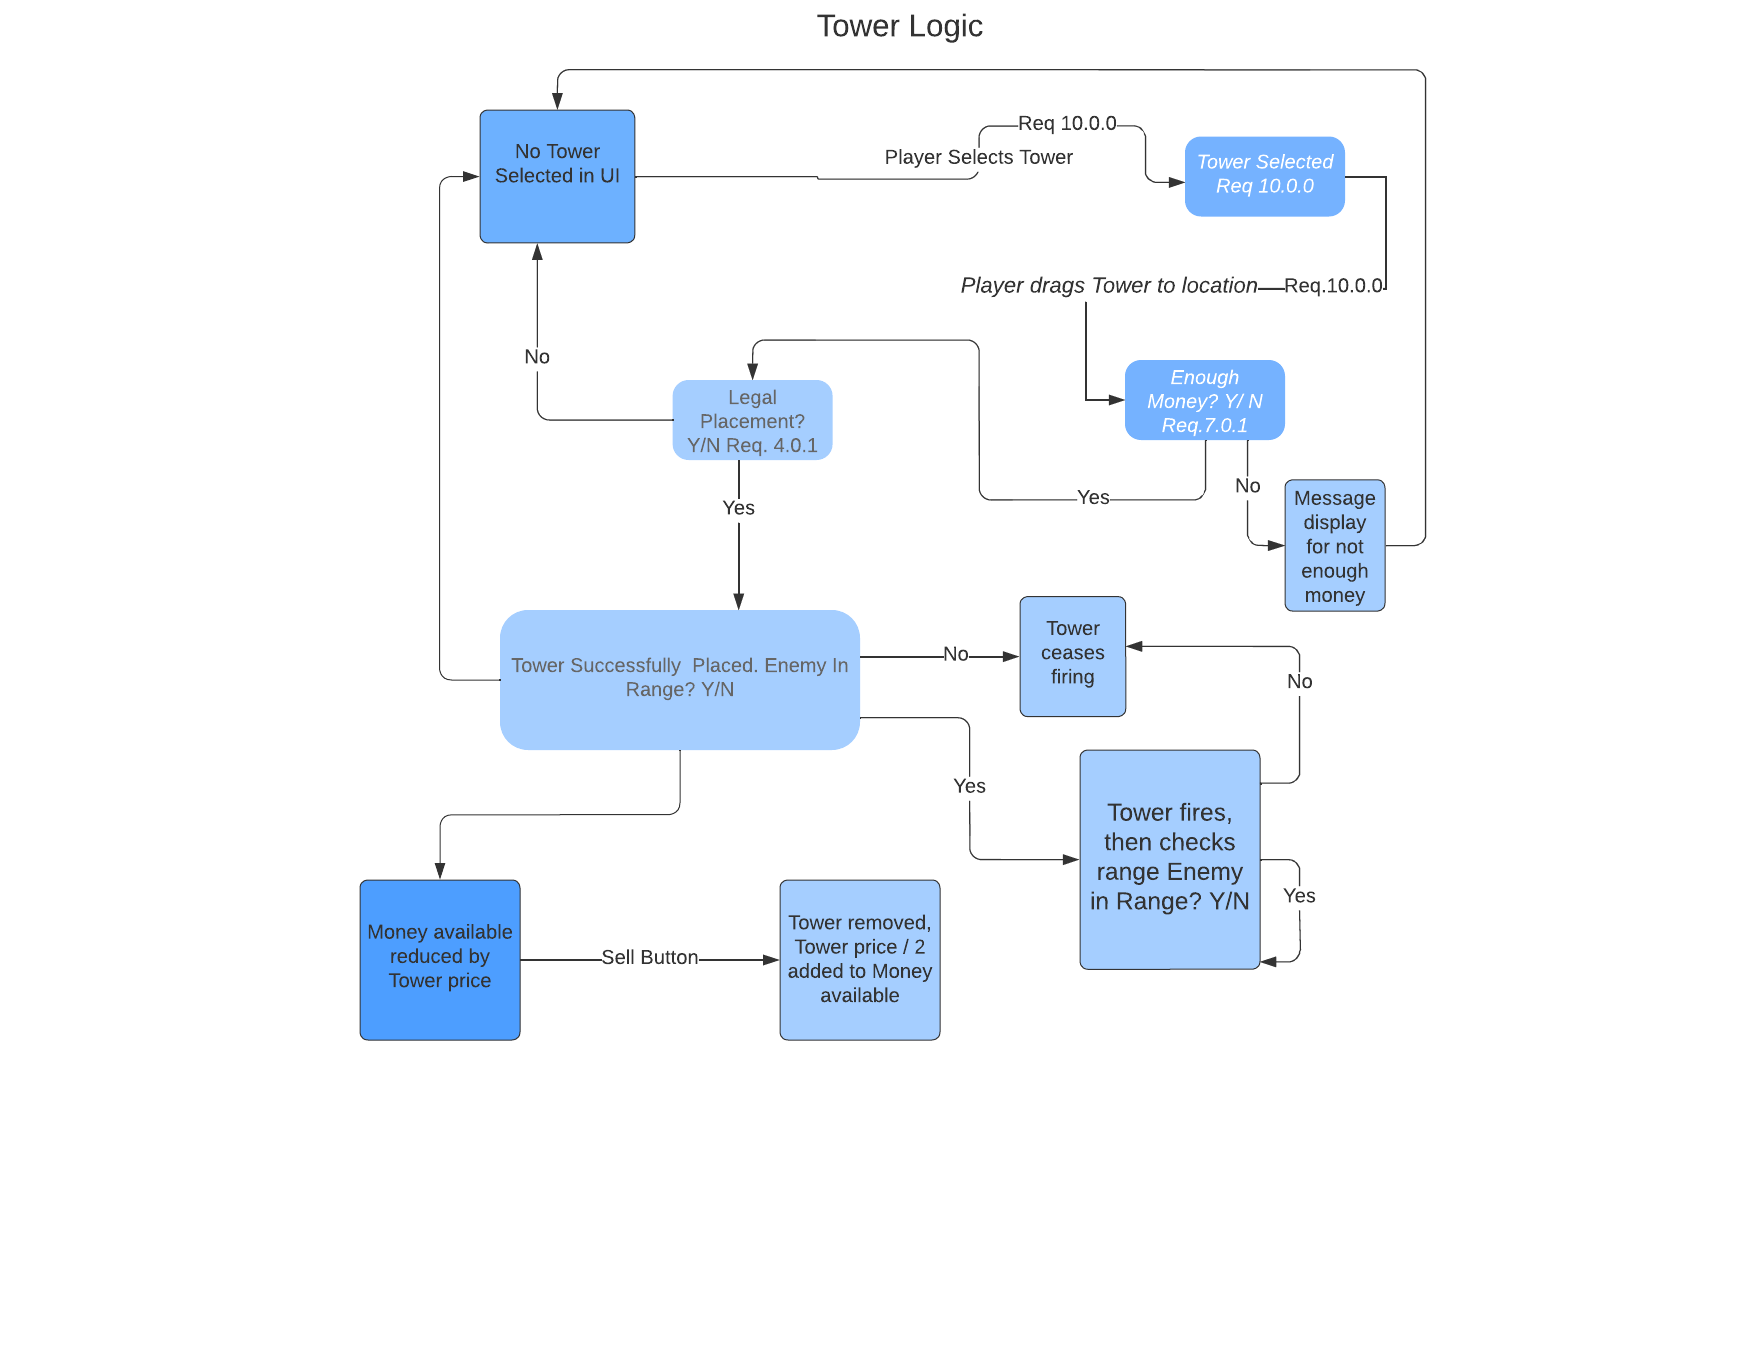 Tower Logic
No Tower
Selected in UI
Player Selects Tower
Req 10.0.0
Tower Selected
Req 10.0.0
Player drags Tower to location
Req.10.0.0
No
Legal
Placement?
Y/N Req. 4.0.1
Enough
Money? Y/ N
Req.7.0.1
Yes
Yes
No
Message
display
for not
enough
money
Tower Successfully  Placed. Enemy In
Range? Y/N
No
Tower
ceases
firing
No
Yes
Tower fires,
then checks
range Enemy
in Range? Y/N
Yes
Money available
reduced by
Tower price
Sell Button
Tower removed,
Tower price / 2
added to Money
available